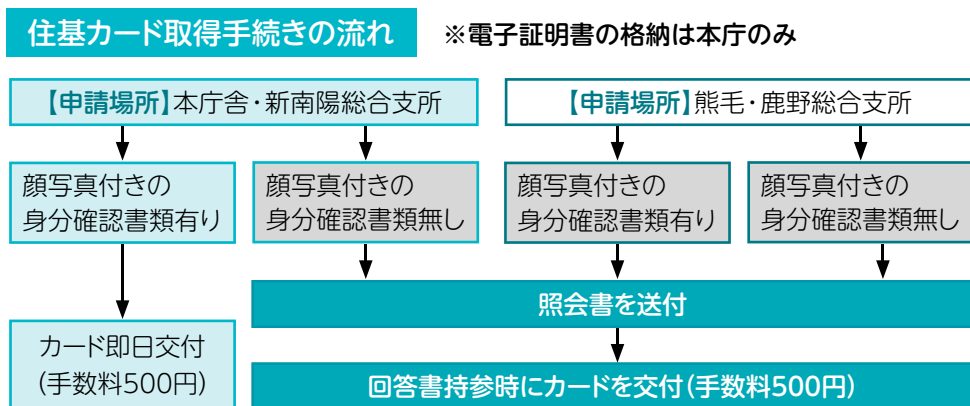 住基カード取得手続きの流れ
※電子証明書の格納は本庁のみ
【申請場所】本庁舎・新南陽総合支所
【申請場所】熊毛・鹿野総合支所
顔写真付きの
身分確認書類有り
顔写真付きの
身分確認書類無し
顔写真付きの
身分確認書類有り
顔写真付きの
身分確認書類無し
照会書を送付
カード即日交付
(手数料500円)
回答書持参時にカードを交付(手数料500円)